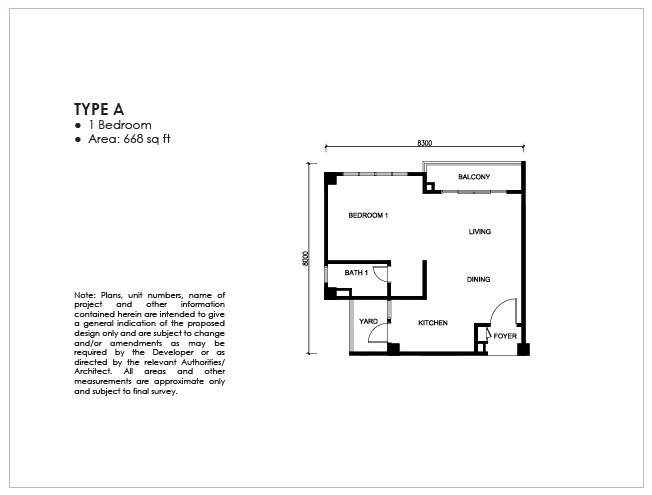 TYPE A
● 1 Bedroom
● Area: 668 sq ft
8300
BALCONY
BEDROOM 1
LIVING
8000
BATH 1
DINING
YARD
KITCHEN
FOYER
Note: Plans, unit numbers, name of
project and other information
contained herein are intended to give
a general indication of the proposed
design only and are subject to change
and/or amendments as may be
required by the Developer or as
directed by the relevant Authorities/
Architect. All areas and other
measurements are approximate only
and subject to final survey.